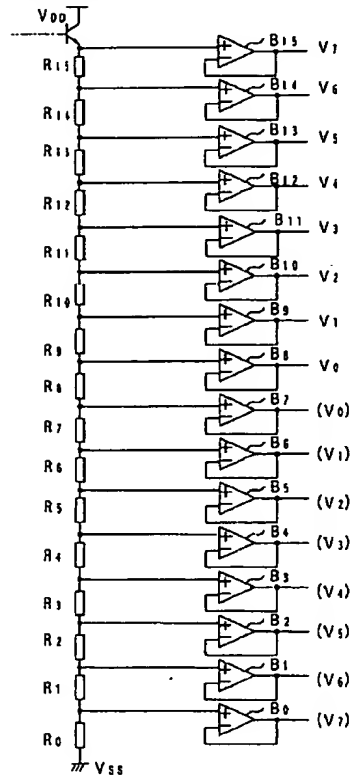 VDD
B15 V7
R15
B14 V6
R14
B13 V5
R13
B12 V4
R12
B11 V3
R11
B10 V2
R10
B9 V1
R9
B8 V0
R8
B7 (V0)
R7
B6 (V1)
R6
B5 (V2)
R5
B4 (V3)
R4
B3 (V4)
R3
B2 (V5)
R2
B1 (V6)
R1
B0 (V7)
R0
VSS